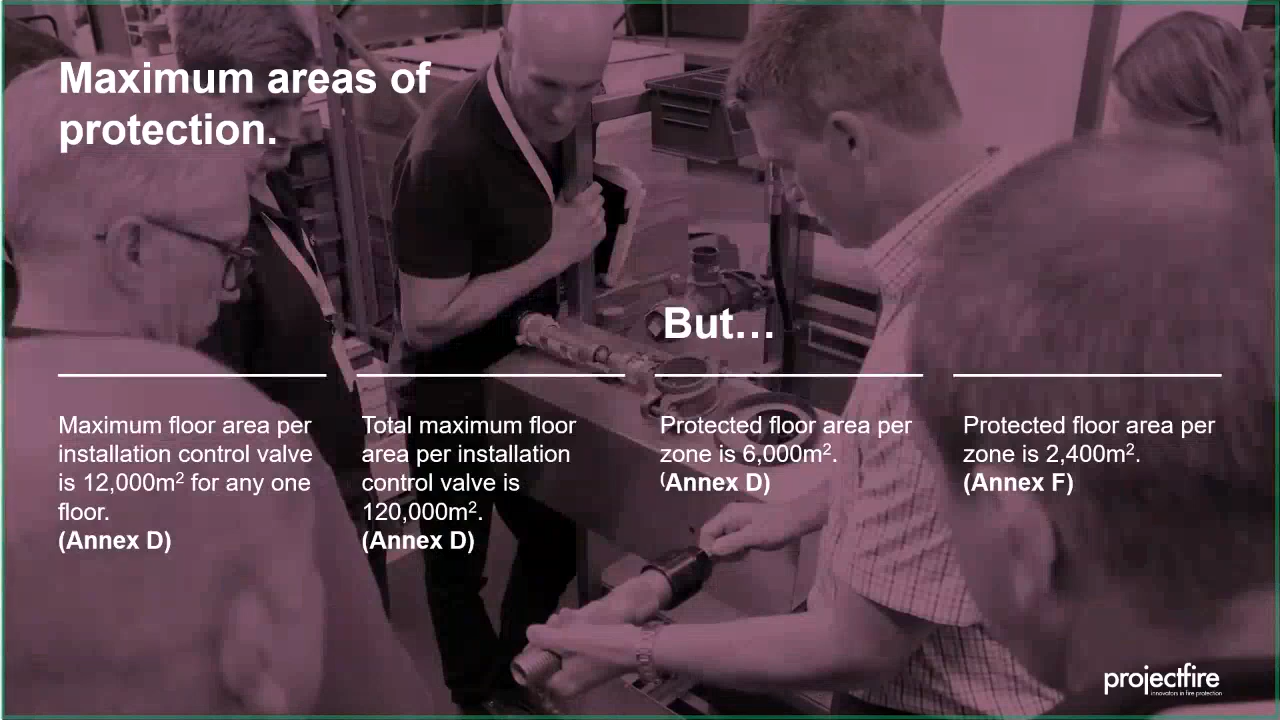 Maximum areas of
protection.
But…
Maximum floor area per
installation control valve
is 12,000m² for any one
floor.
(Annex D)
Total maximum floor
area per installation
control valve is
120,000m².
(Annex D)
Protected floor area per
zone is 6,000m².
(Annex D)
Protected floor area per
zone is 2,400m².
(Annex F)
projectfire
innovators in fire protection